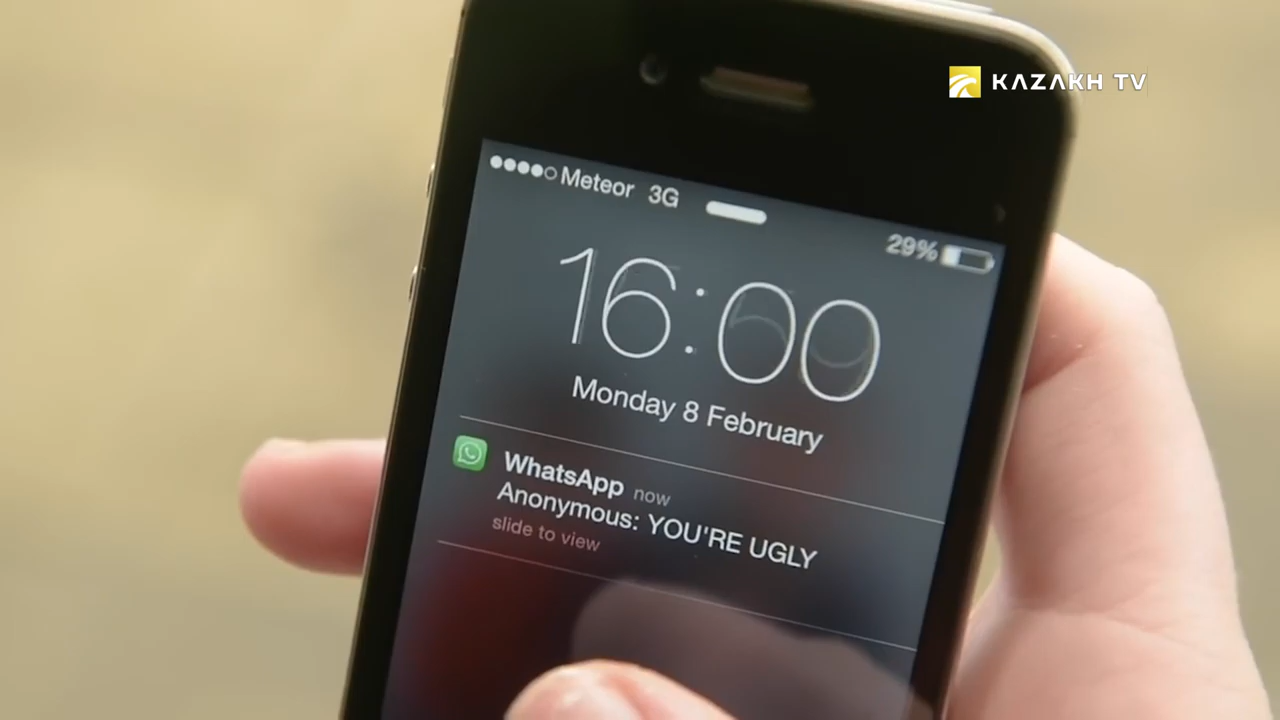 KAZAKH TV
Meteor 3G
29%
16:00
Monday 8 February
WhatsApp now
Anonymous: YOU'RE UGLY
slide to view